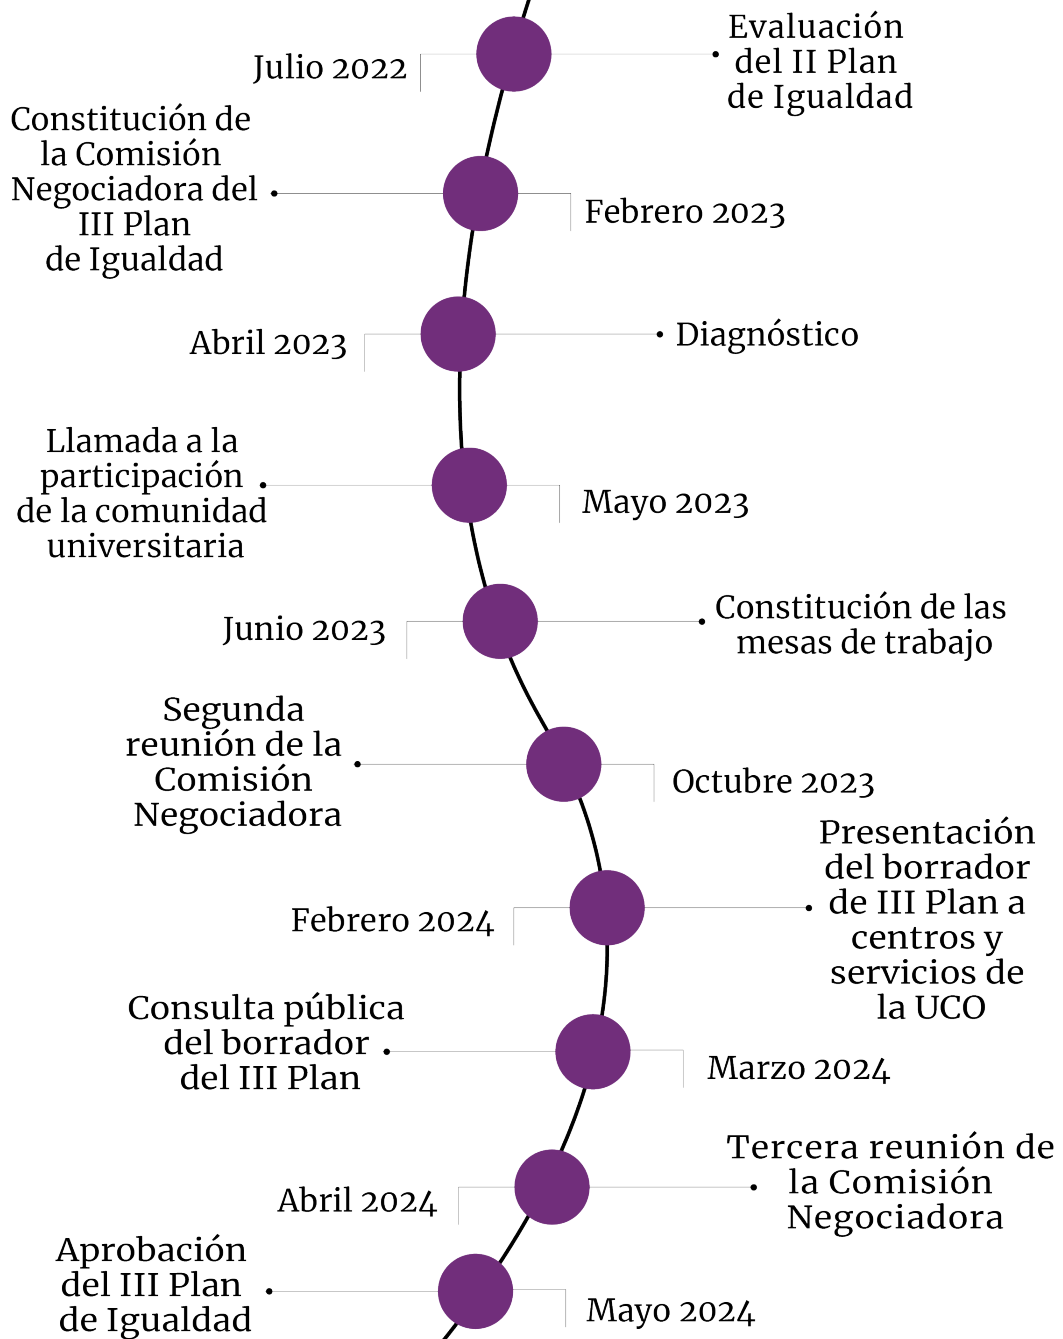 Julio 2022
Evaluación
del II Plan
de Igualdad
Constitución de
la Comisión
Negociadora del
III Plan
de Igualdad
Febrero 2023
Abril 2023
Diagnóstico
Llamada a la
participación
de la comunidad
universitaria
Mayo 2023
Junio 2023
Constitución de las
mesas de trabajo
Segunda
reunión de la
Comisión
Negociadora
Octubre 2023
Febrero 2024
Presentación
del borrador
de III Plan a
centros y
servicios de
la UCO
Consulta pública
del borrador
del III Plan
Marzo 2024
Abril 2024
Tercera reunión de
la Comisión
Negociadora
Aprobación
del III Plan
de Igualdad
Mayo 2024